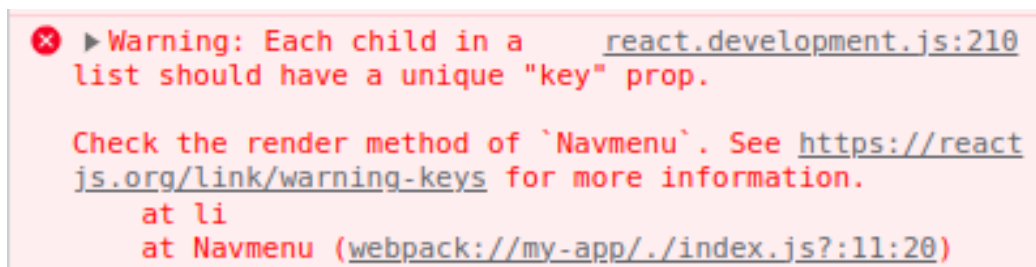 Warning: Each child in a react.development.js:210
list should have a unique "key" prop.
Check the render method of `Navmenu`. See https://react
js.org/link/warning-keys for more information.
at li
at Navmenu (webpack://my-app/./index.js?:11:20)